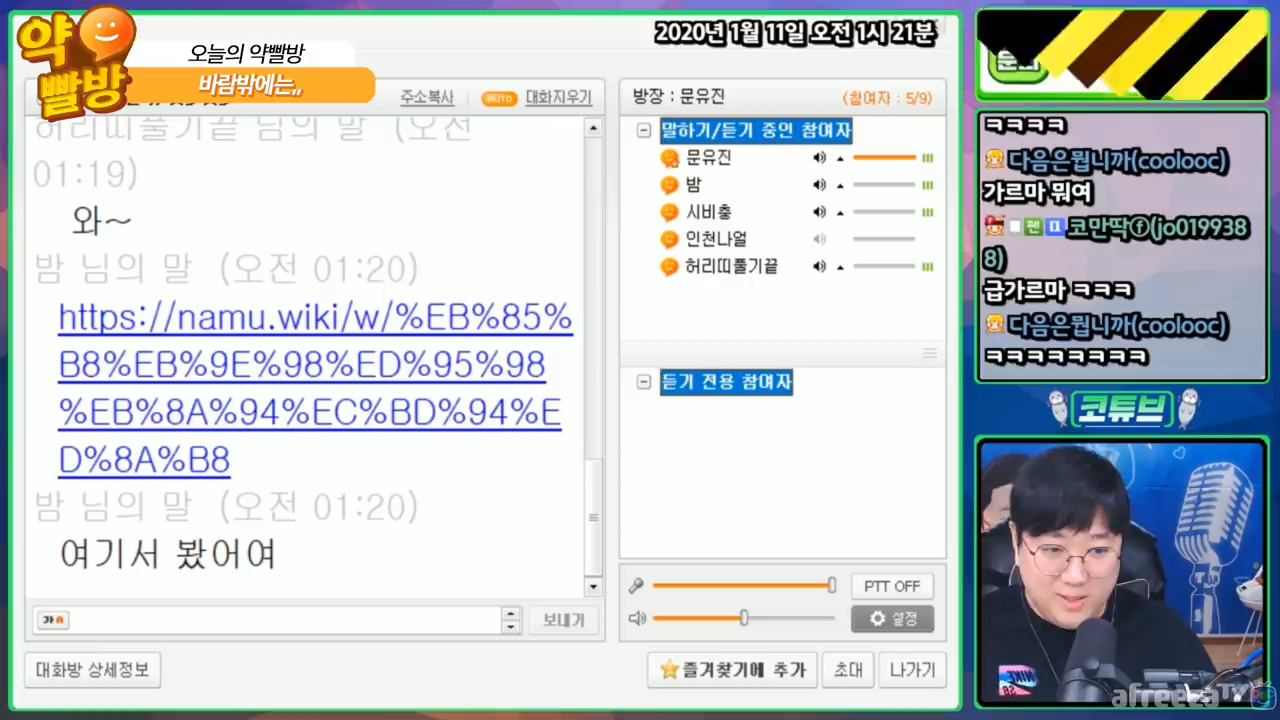 약
빨방
오늘의 약빨방
바람밖에는,,
2020년 1월 11일 오전 1시 21분
주소복사
AUTO
대화지우기
허리띠풀기끝 님의 말 (오전
01:19)
와~
밤 님의 말 (오전 01:20)
https://namu.wiki/w/%EB%85%
B8%EB%9E%98%ED%95%98
%EB%8A%94%EC%BD%94%E
D%8A%B8
밤 님의 말 (오전 01:20)
여기서 봤어여
가
보내기
대화방 상세정보
방장 : 문유진
(참여자 : 5/9)
말하기/듣기 중인 참여자
문유진
밤
시비충
인천나얼
허리띠풀기끝
듣기 전용 참여자
PTT OFF
설정
즐겨찾기에 추가
초대
나가기
ㅋㅋㅋㅋ
다음은뭡니까(coolooc)
가르마 뭐여
팬
코만딱ⓕ(jo019938
8)
급가르마 ㅋㅋㅋ
다음은뭡니까(coolooc)
ㅋㅋㅋㅋㅋㅋㅋㅋ
코튜브
NIKE
afreecaTV